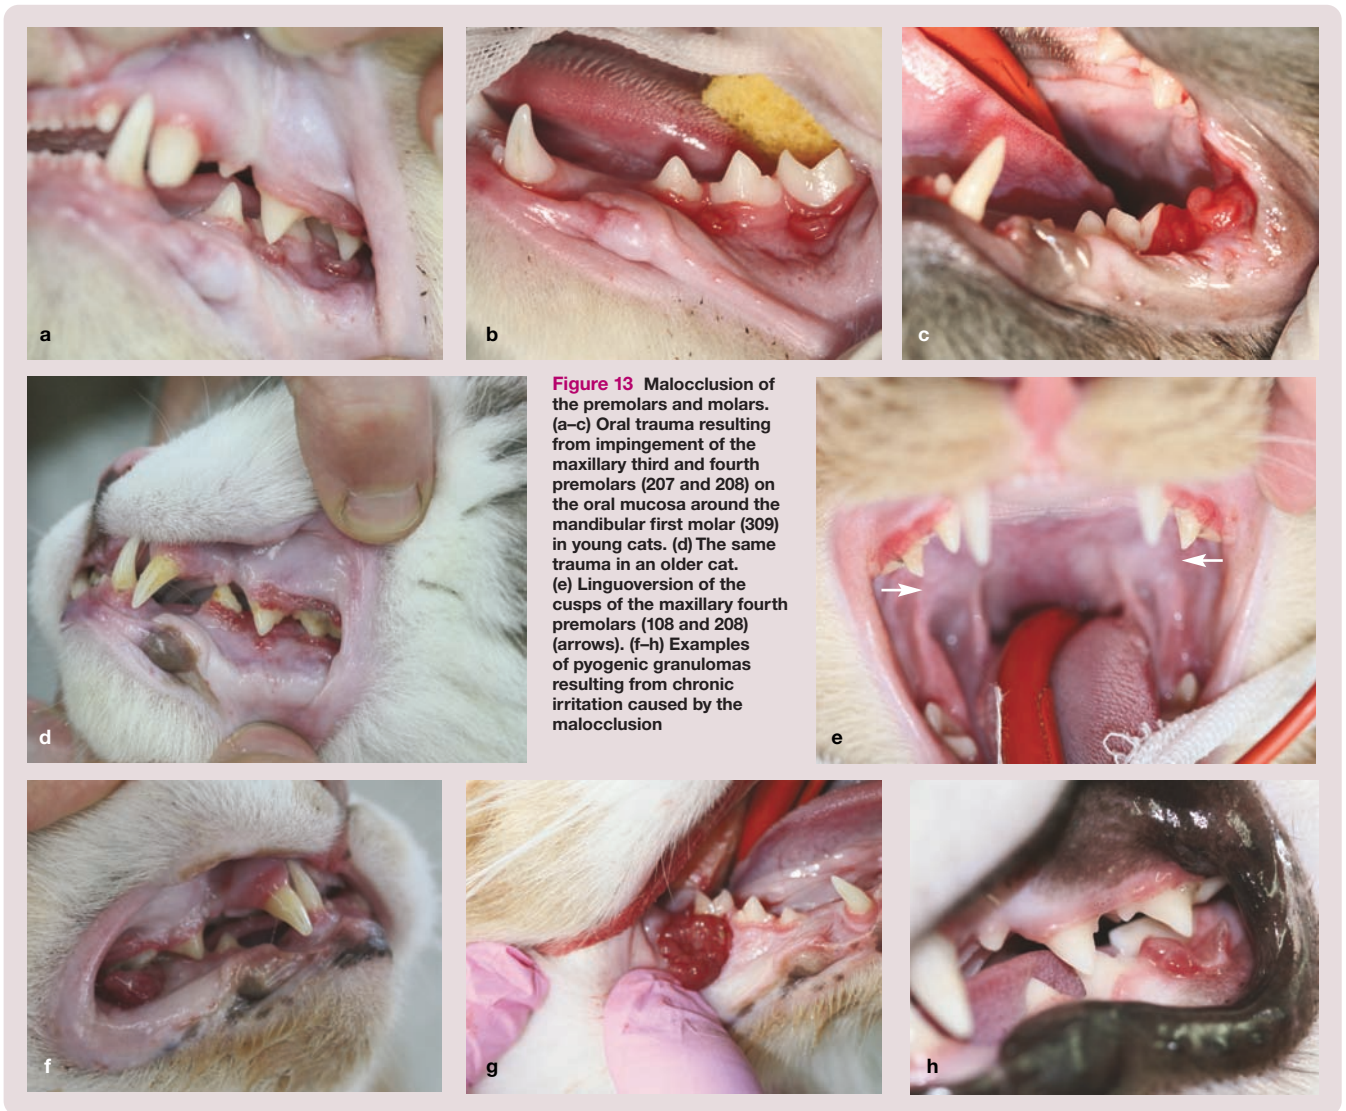 a
b
c
Figure 13 Malocclusion of
the premolars and molars.
(a–c) Oral trauma resulting
from impingement of the
maxillary third and fourth
premolars (207 and 208) on
the oral mucosa around the
mandibular first molar (309)
in young cats. (d) The same
trauma in an older cat.
(e) Linguoversion of the
cusps of the maxillary fourth
premolars (108 and 208)
(arrows). (f–h) Examples
of pyogenic granulomas
resulting from chronic
irritation caused by the
malocclusion
d
e
f
g
h